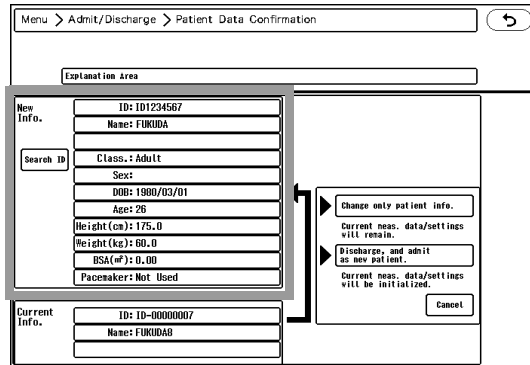 Menu > Admit/Discharge > Patient Data Confirmation
Explanation Area
New
Info.
Search ID
ID: ID1234567
Name: FUKUDA
Class.: Adult
Sex:
DOB: 1980/03/01
Age: 26
Height(cm): 175.0
Weight(kg): 60.0
BSA(㎡): 0.00
Pacemaker: Not Used
Current
Info.
ID: ID-00000007
Name: FUKUDA8
Change only patient info.
Current meas. data/settings
will remain.
Discharge, and admit
as new patient.
Current meas. data/settings
will be initialized.
Cancel